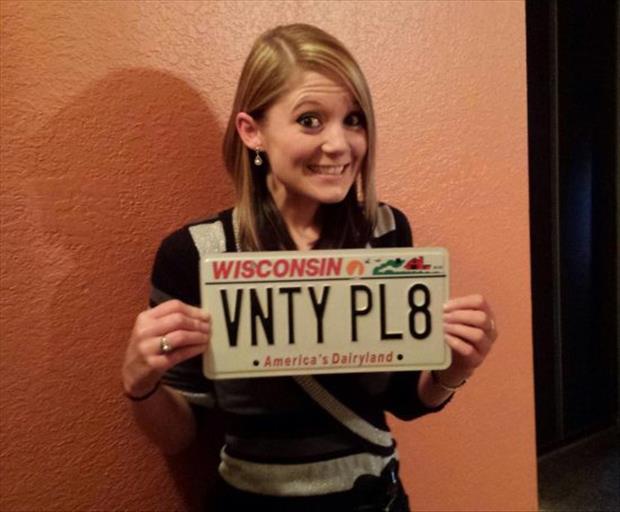 WISCONSIN
VNTY PL8
• America's Dairyland •